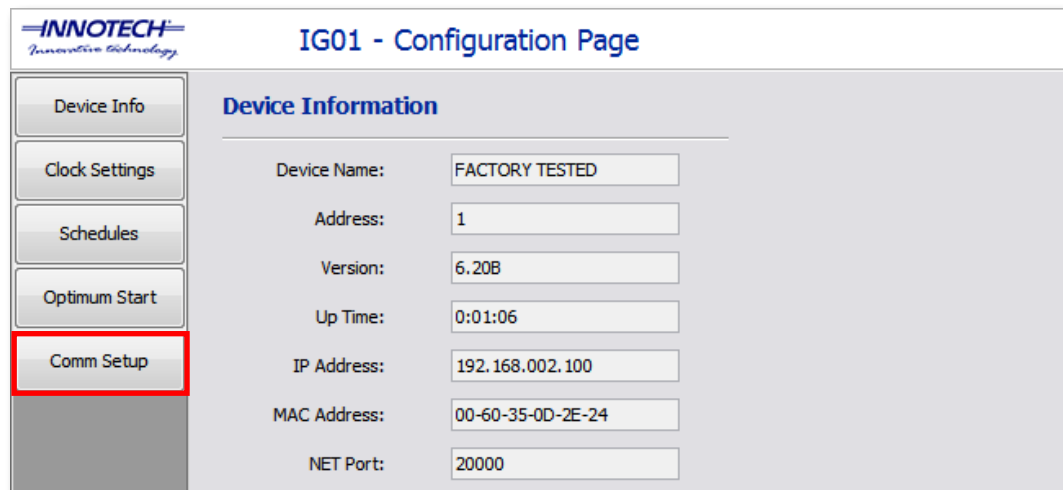 INNOTECH
Innovative technology
IG01 - Configuration Page
Device Info
Clock Settings
Schedules
Optimum Start
Comm Setup
Device Information
Device Name: FACTORY TESTED
Address: 1
Version: 6.20B
Up Time: 0:01:06
IP Address: 192.168.002.100
MAC Address: 00-60-35-0D-2E-24
NET Port: 20000